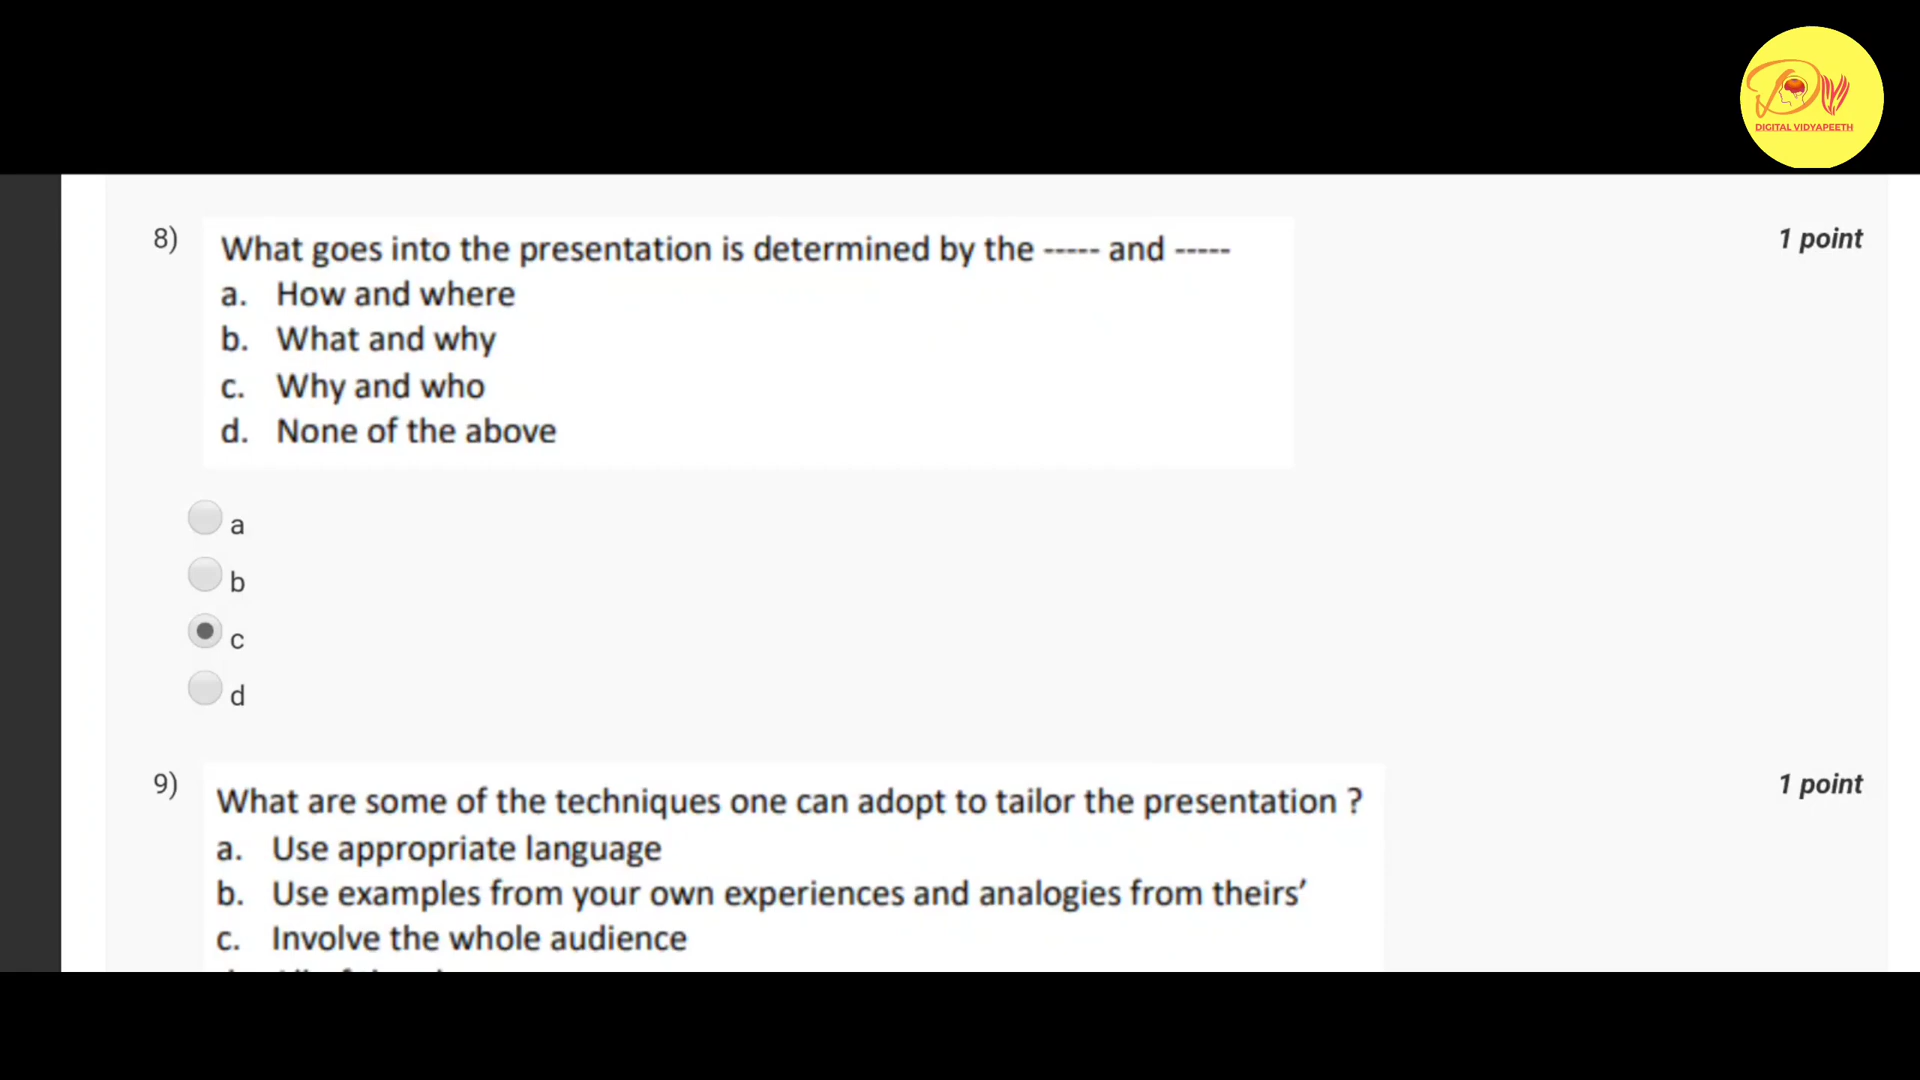 DIGITAL VIDYAPEETH
8) What goes into the presentation is determined by the ----- and ----- 1 point
a. How and where
b. What and why
c. Why and who
d. None of the above
a
b
c
d
9) What are some of the techniques one can adopt to tailor the presentation ? 1 point
a. Use appropriate language
b. Use examples from your own experiences and analogies from theirs’
c. Involve the whole audience